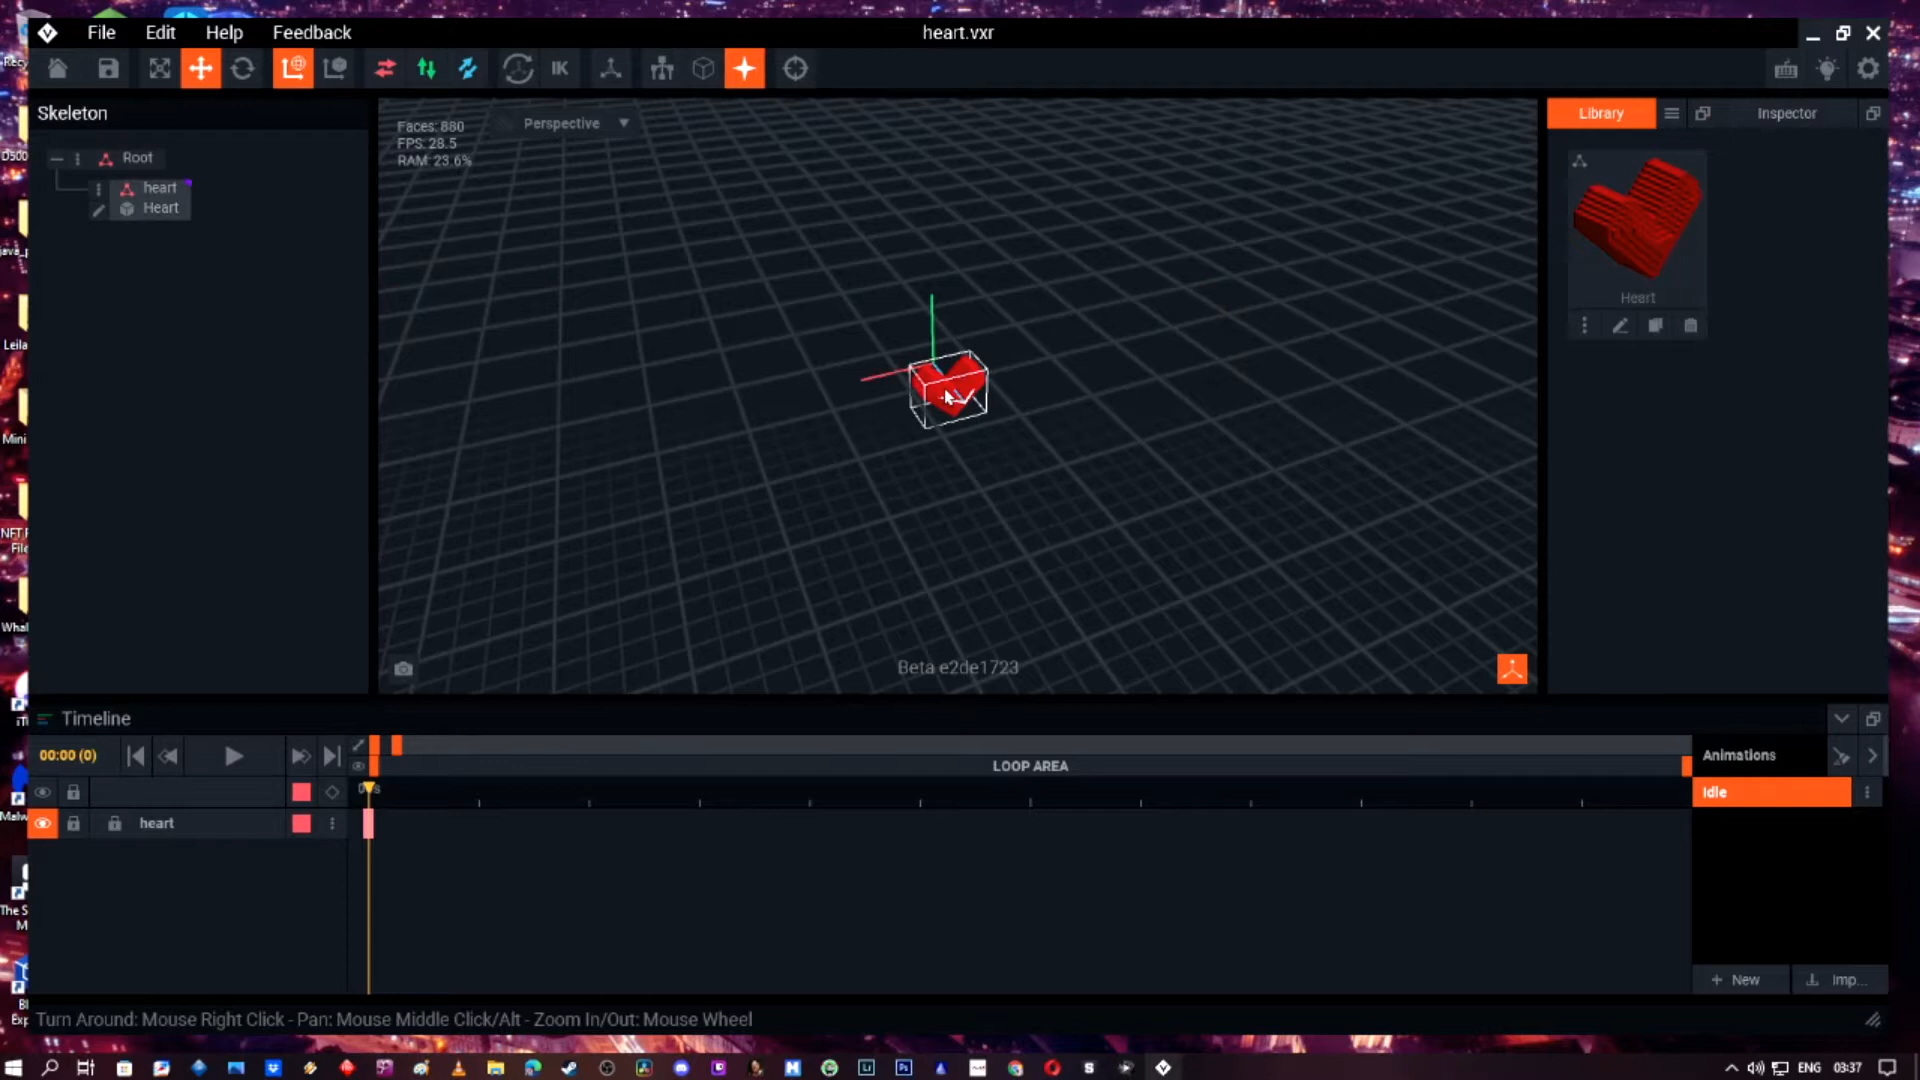 File Edit Help Feedback heart.vxr
IK
Skeleton
Library
Inspector
Root
heart
Heart
Faces: 880
FPS: 28.5
RAM: 23.6%
Perspective
Heart
Beta e2de1723
Timeline
00:00 (0)
LOOP AREA
Animations
Idle
heart
New
Imp...
Turn Around: Mouse Right Click - Pan: Mouse Middle Click/Alt - Zoom In/Out: Mouse Wheel
ENG 03:37